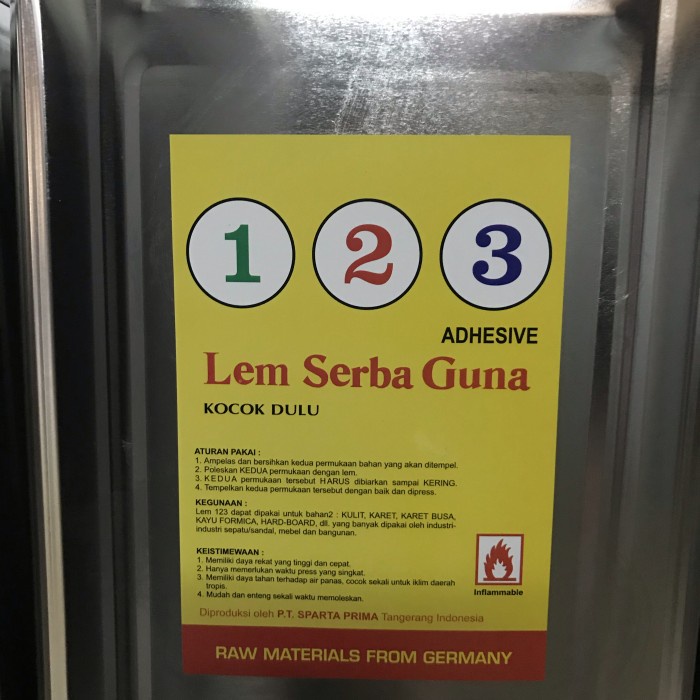 1 2 3
ADHESIVE
Lem Serba Guna
KOCOK DULU
ATURAN PAKAI :
1. Ampelas dan bersihkan kedua permukaan bahan yang akan ditempel.
2. Poleskan KEDUA permukaan dengan lem.
3. KEDUA permukaan tersebut HARUS dibiarkan sampai KERING.
4. Tempelkan kedua permukaan tersebut dengan baik dan dipress.
KEGUNAAN :
Lem 123 dapat dipakai untuk bahan2 : KULIT, KARET, KARET BUSA,
KAYU FORMICA, HARD-BOARD, dll. yang banyak dipakai oleh industri-
industri sepatu/sandal, mebel dan bangunan.
KEISTIMEWAAN :
1. Memiliki daya rekat yang tinggi dan cepat.
2. Hanya memerlukan waktu press yang singkat.
3. Memiliki daya tahan terhadap air panas, cocok sekali untuk iklim daerah
tropis.
4. Mudah dan enteng sekali waktu memoleskan.
Inflammable
Diproduksi oleh P.T. SPARTA PRIMA Tangerang Indonesia
RAW MATERIALS FROM GERMANY